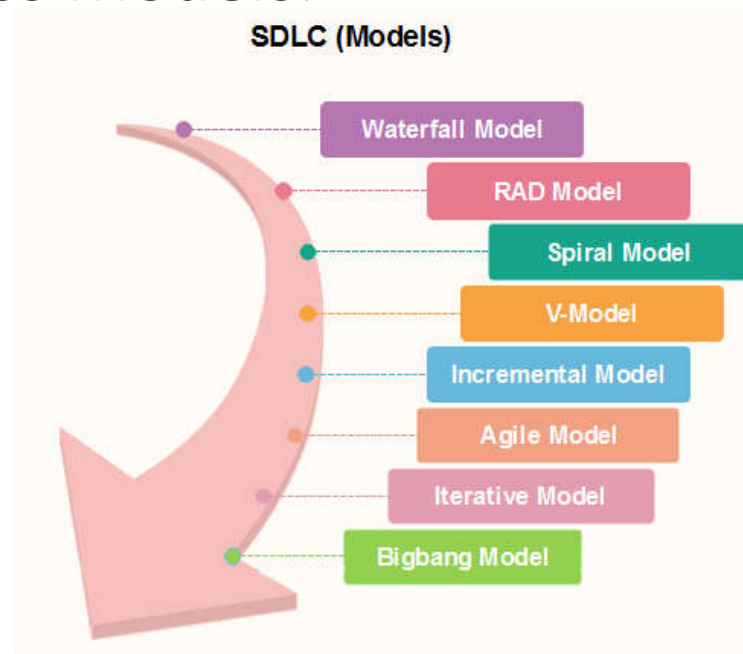 SDLC (Models)
Waterfall Model
RAD Model
Spiral Model
V-Model
Incremental Model
Agile Model
Iterative Model
Bigbang Model